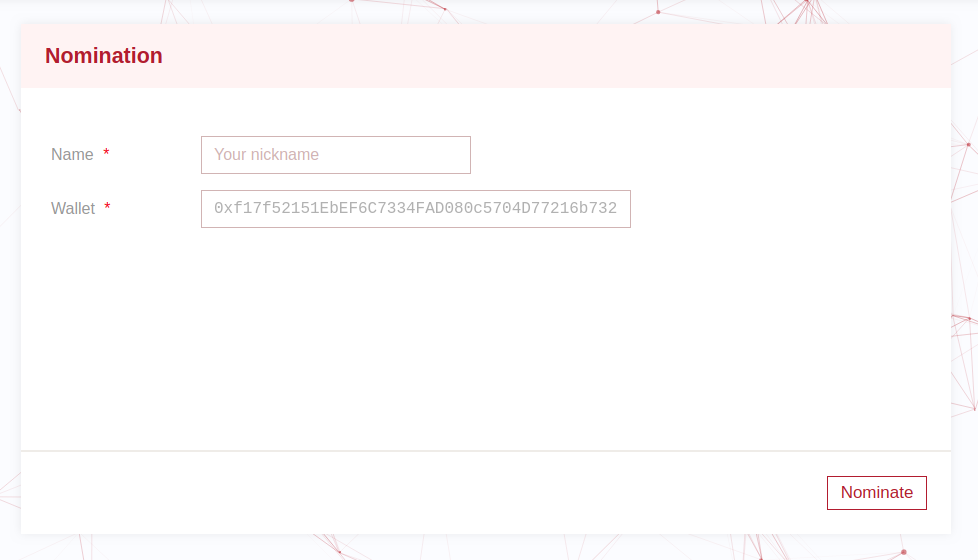 Nomination
Name *
Your nickname
Wallet *
0xf17f52151EbEF6C7334FAD080c5704D77216b732
Nominate